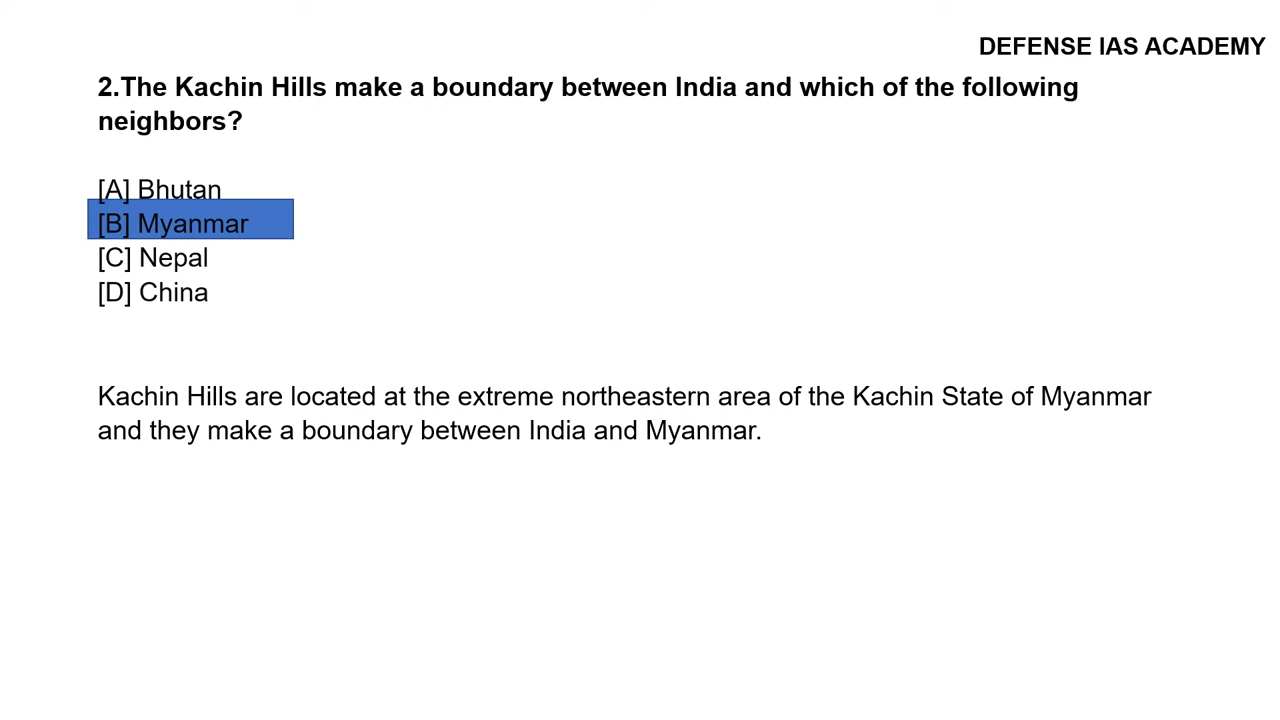 DEFENSE IAS ACADEMY
2.The Kachin Hills make a boundary between India and which of the following
neighbors?
[A] Bhutan
[B] Myanmar
[C] Nepal
[D] China
Kachin Hills are located at the extreme northeastern area of the Kachin State of Myanmar
and they make a boundary between India and Myanmar.